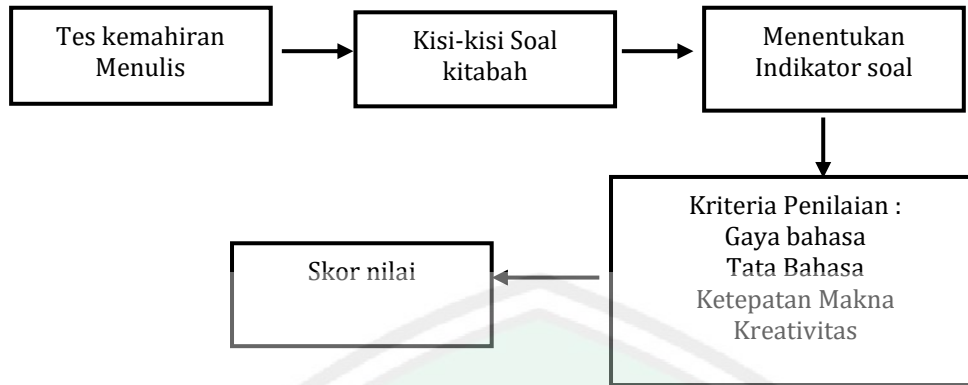 Tes kemahiran
Menulis
Kisi-kisi Soal
kitabah
Menentukan
Indikator soal
Kriteria Penilaian :
Gaya bahasa
Tata Bahasa
Ketepatan Makna
Kreativitas
Skor nilai